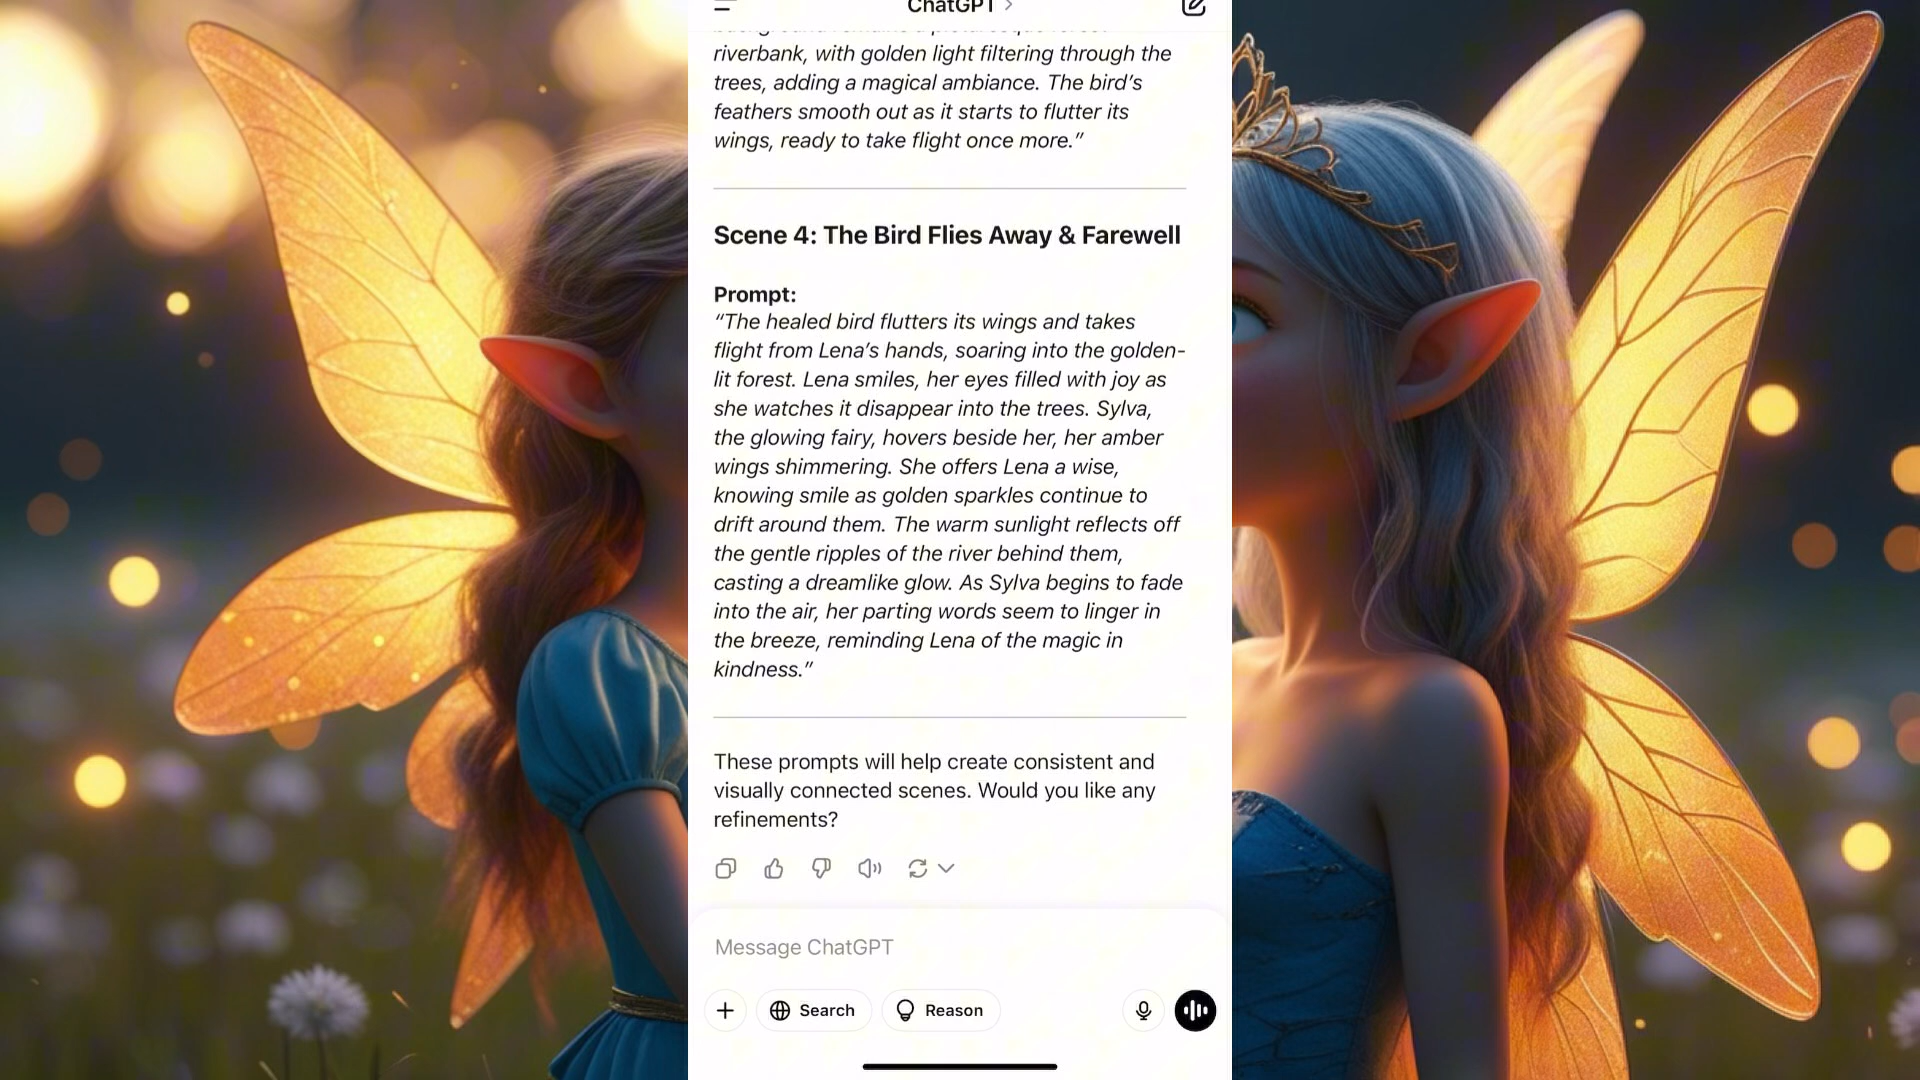 ChatGPT
background remains a picturesque forest
riverbank, with golden light filtering through the
trees, adding a magical ambiance. The bird’s
feathers smooth out as it starts to flutter its
wings, ready to take flight once more.”
Scene 4: The Bird Flies Away & Farewell
Prompt:
“The healed bird flutters its wings and takes
flight from Lena’s hands, soaring into the golden-
lit forest. Lena smiles, her eyes filled with joy as
she watches it disappear into the trees. Sylva,
the glowing fairy, hovers beside her, her amber
wings shimmering. She offers Lena a wise,
knowing smile as golden sparkles continue to
drift around them. The warm sunlight reflects off
the gentle ripples of the river behind them,
casting a dreamlike glow. As Sylva begins to fade
into the air, her parting words seem to linger in
the breeze, reminding Lena of the magic in
kindness.”
These prompts will help create consistent and
visually connected scenes. Would you like any
refinements?
Message ChatGPT
Search
Reason